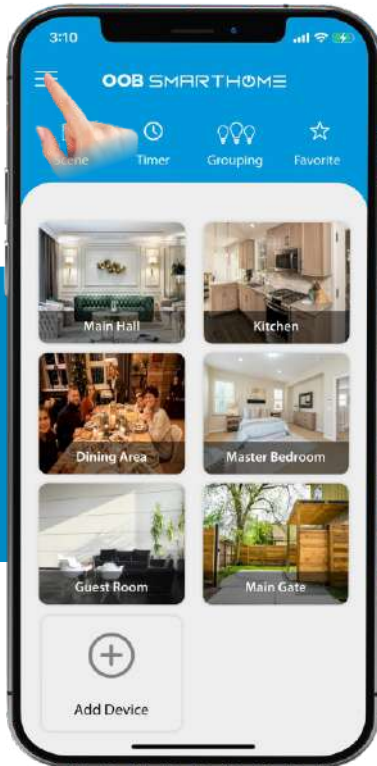 3:10
OOB SMARTHOME
Scene Timer Grouping Favorite
Main Hall Kitchen
Dining Area Master Bedroom
Guest Room Main Gate
Add Device